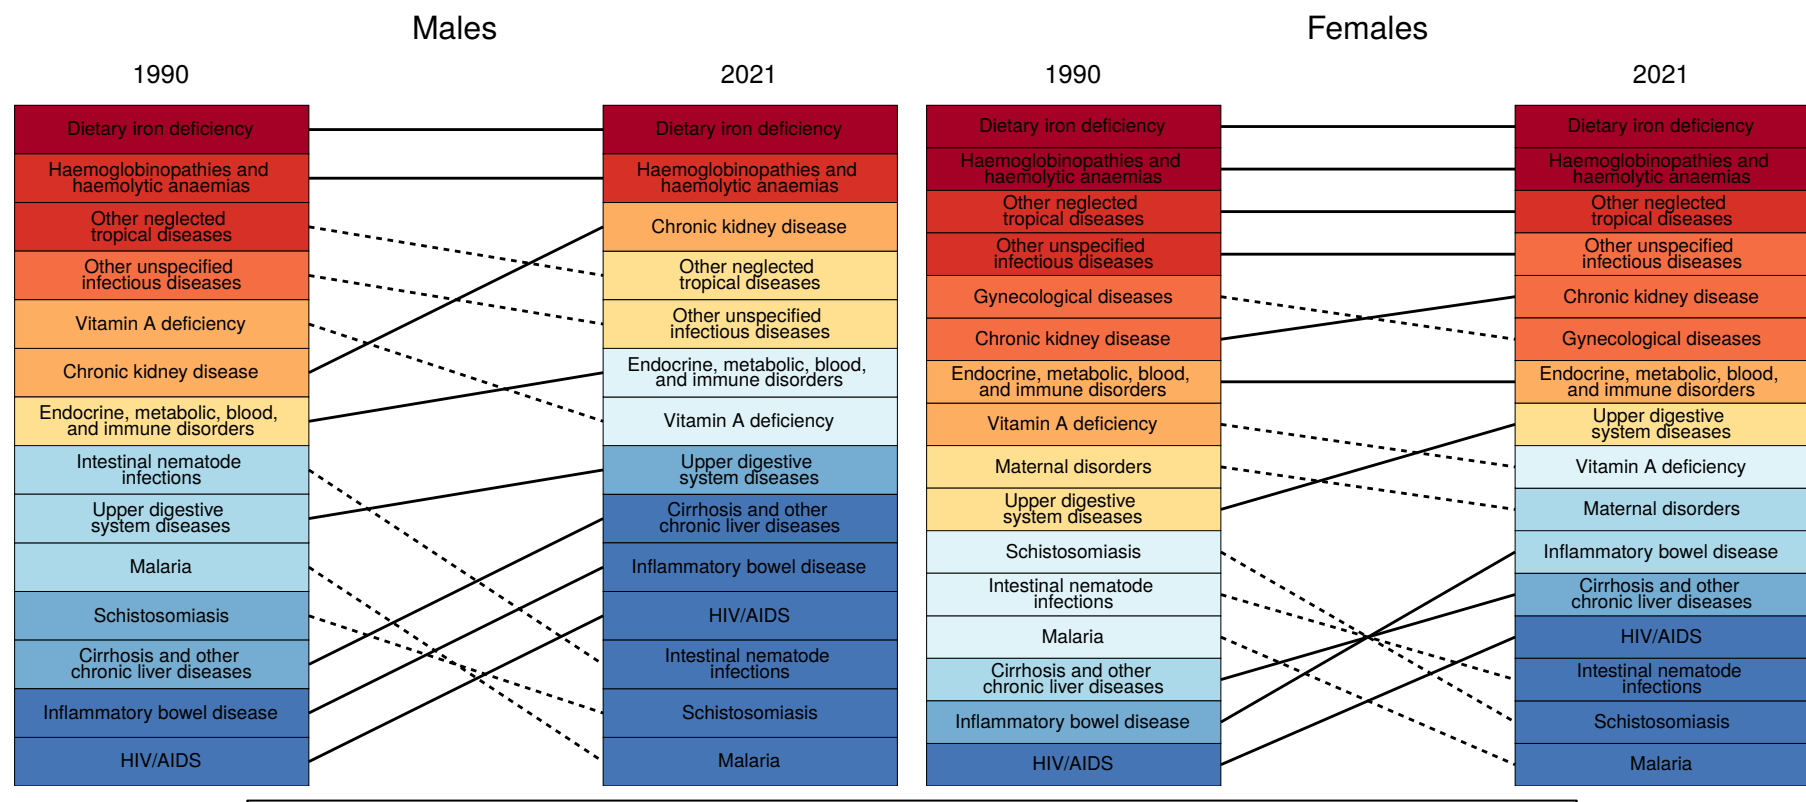 Males
1990
2021
Dietary iron deficiency
Haemoglobinopathies and
haemolytic anaemias
Other neglected
tropical diseases
Other unspecified
infectious diseases
Vitamin A deficiency
Chronic kidney disease
Endocrine, metabolic, blood,
and immune disorders
Intestinal nematode
infections
Upper digestive
system diseases
Malaria
Schistosomiasis
Cirrhosis and other
chronic liver diseases
Inflammatory bowel disease
HIV/AIDS
Dietary iron deficiency
Haemoglobinopathies and
haemolytic anaemias
Chronic kidney disease
Other neglected
tropical diseases
Other unspecified
infectious diseases
Endocrine, metabolic, blood,
and immune disorders
Vitamin A deficiency
Upper digestive
system diseases
Cirrhosis and other
chronic liver diseases
Inflammatory bowel disease
HIV/AIDS
Intestinal nematode
infections
Schistosomiasis
Malaria
Females
1990
2021
Dietary iron deficiency
Haemoglobinopathies and
haemolytic anaemias
Other neglected
tropical diseases
Other unspecified
infectious diseases
Gynecological diseases
Chronic kidney disease
Endocrine, metabolic, blood,
and immune disorders
Vitamin A deficiency
Maternal disorders
Upper digestive
system diseases
Schistosomiasis
Intestinal nematode
infections
Malaria
Cirrhosis and other
chronic liver diseases
Inflammatory bowel disease
HIV/AIDS
Dietary iron deficiency
Haemoglobinopathies and
haemolytic anaemias
Other neglected
tropical diseases
Other unspecified
infectious diseases
Chronic kidney disease
Gynecological diseases
Endocrine, metabolic, blood,
and immune disorders
Upper digestive
system diseases
Vitamin A deficiency
Maternal disorders
Inflammatory bowel disease
Cirrhosis and other
chronic liver diseases
HIV/AIDS
Intestinal nematode
infections
Schistosomiasis
Malaria